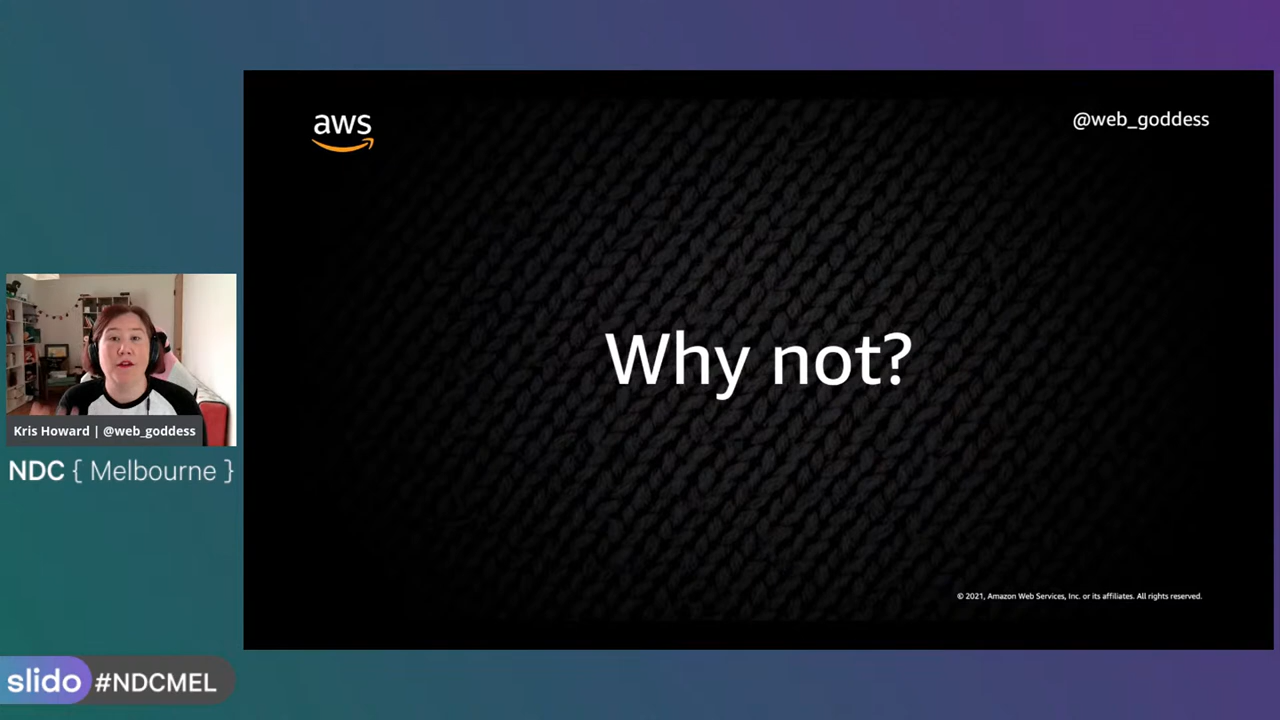 aws
@web_goddess
Why not?
© 2021, Amazon Web Services, Inc. or its affiliates. All rights reserved.
Kris Howard | @web_goddess
NDC { Melbourne }
slido #NDCMEL